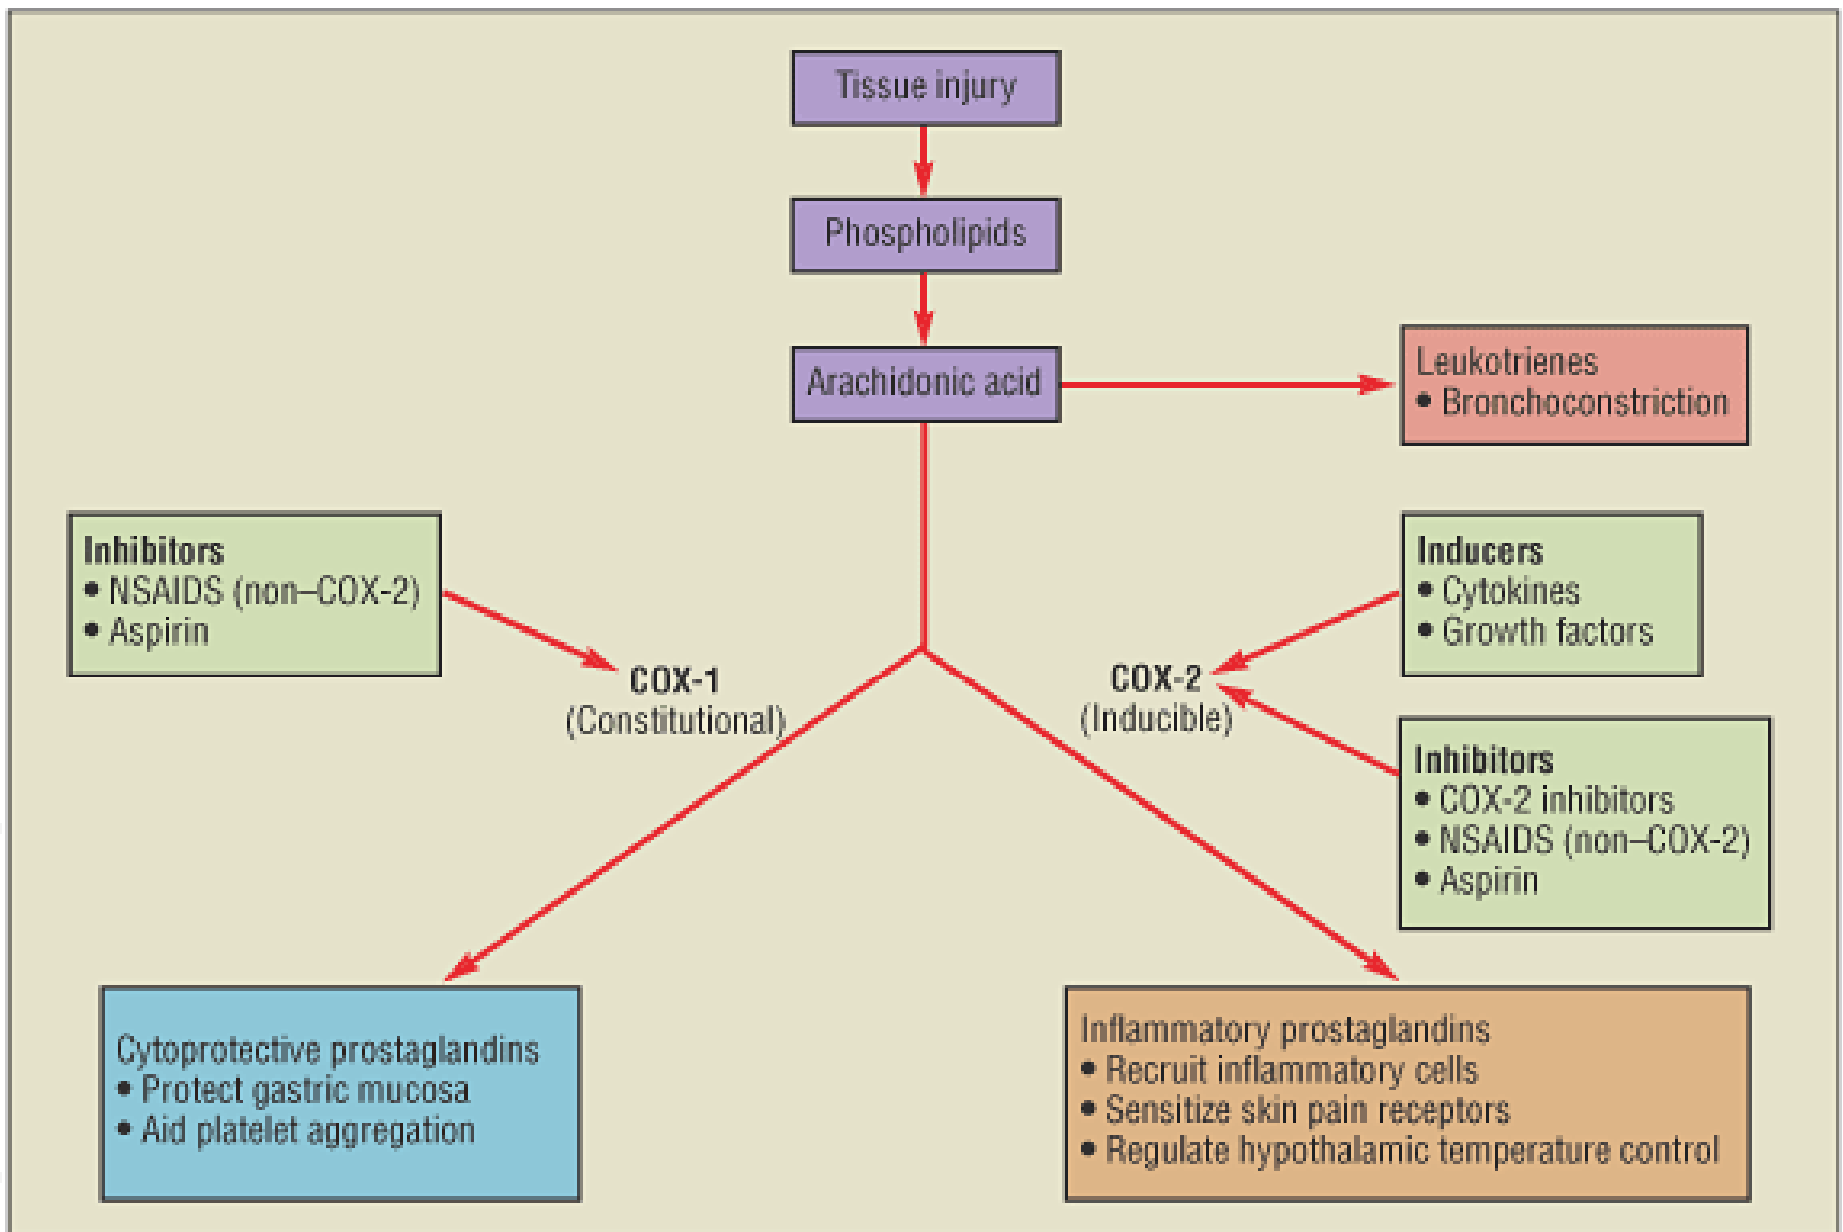 Tissue injury
Phospholipids
Arachidonic acid
Leukotrienes
• Bronchoconstriction
Inhibitors
• NSAIDS (non–COX-2)
• Aspirin
Inducers
• Cytokines
• Growth factors
COX-1
(Constitutional)
COX-2
(Inducible)
Inhibitors
• COX-2 inhibitors
• NSAIDS (non–COX-2)
• Aspirin
Cytoprotective prostaglandins
• Protect gastric mucosa
• Aid platelet aggregation
Inflammatory prostaglandins
• Recruit inflammatory cells
• Sensitize skin pain receptors
• Regulate hypothalamic temperature control